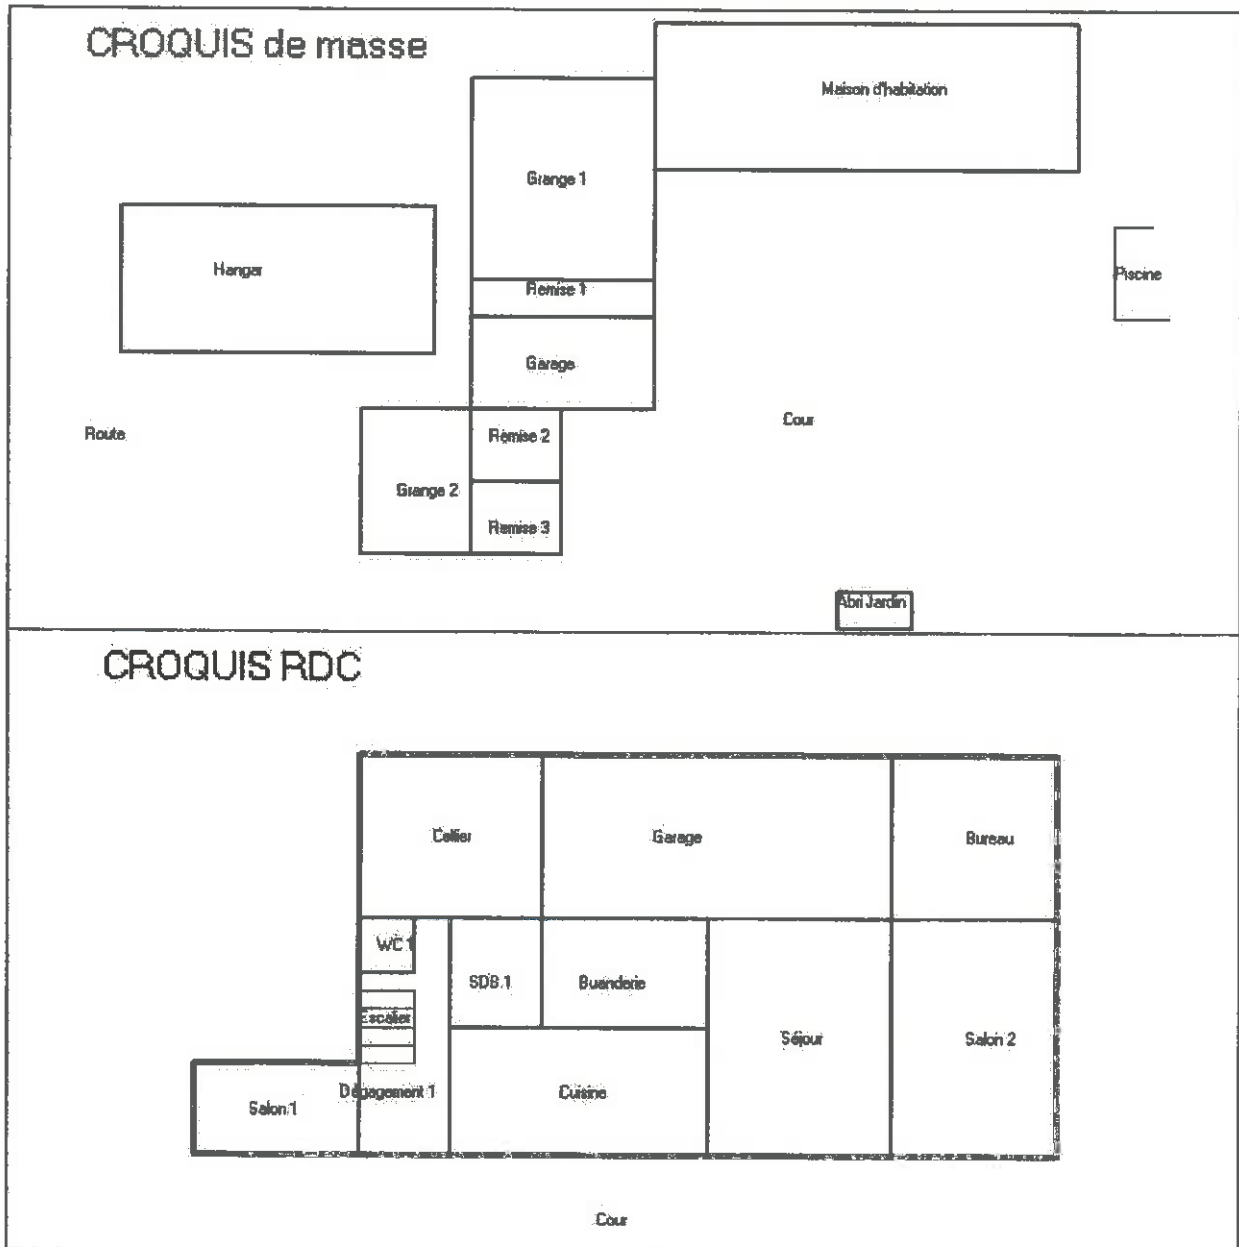 CROQUIS de masse
Maison d'habitation
Grange 1
Hangar
Piscine
Remise 1
Garage
Cour
Route
Remise 2
Grange 2
Remise 3
Abri Jardin
CROQUIS RDC
Cellier
Garage
Bureau
WC 1
SDB 1
Buanderie
Escalier
Séjour
Salon 2
Dégagement 1
Cuisine
Salon 1
Cour